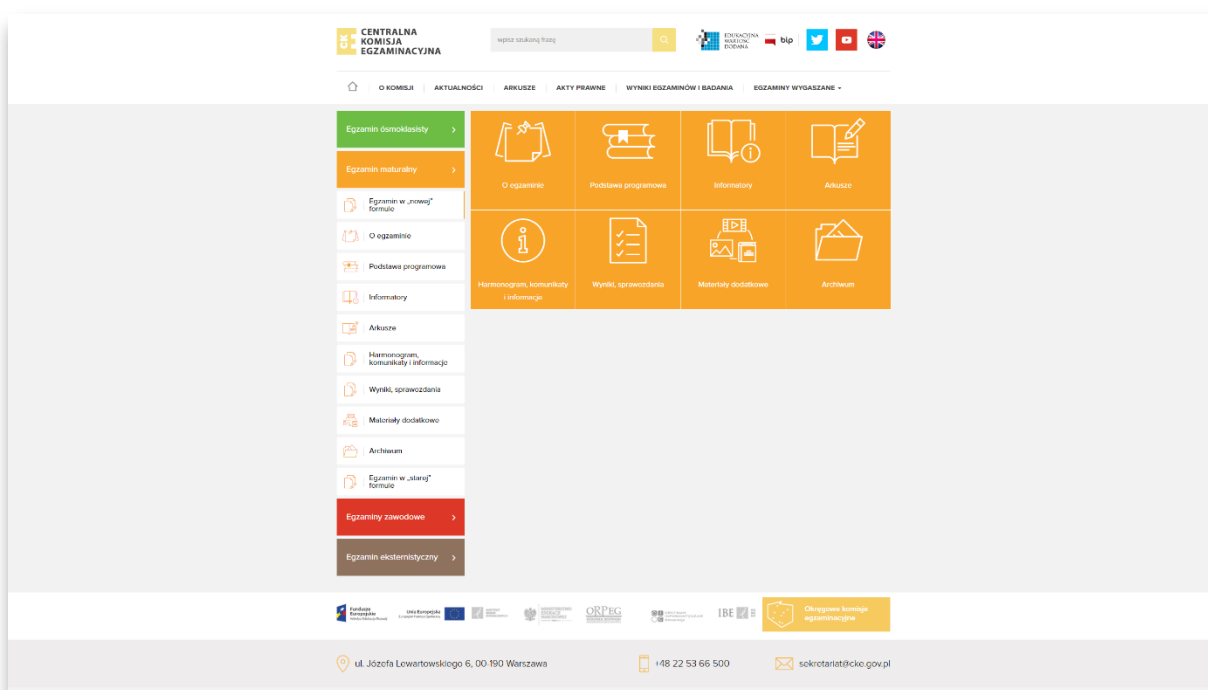 CENTRALNA
KOMISJA
EGZAMINACYJNA
wpisz szukaną frazę
EDUKACYJNA
WARTOŚĆ
DODANA
bip
O KOMISJI
AKTUALNOŚCI
ARKUSZE
AKTY PRAWNE
WYNIKI EGZAMINÓW I BADANIA
EGZAMINY WYGASZANE
Egzamin ósmoklasisty
Egzamin maturalny
Egzamin w „nowej"
formule
O egzaminie
Podstawa programowa
Informatory
Arkusze
Harmonogram,
komunikaty i informacje
Wyniki, sprawozdania
Materiały dodatkowe
Archiwum
Egzamin w „starej"
formule
Egzaminy zawodowe
Egzamin eksternistyczny
O egzaminie
Podstawa programowa
Informatory
Arkusze
Harmonogram, komunikaty
i informacje
Wyniki, sprawozdania
Materiały dodatkowe
Archiwum
Fundusze
Europejskie
Unia Europejska
ORPEG
IBE
Okręgowe komisje
egzaminacyjne
ul. Józefa Lewartowskiego 6, 00-190 Warszawa
+48 22 53 66 500
sekretariat@cke.gov.pl